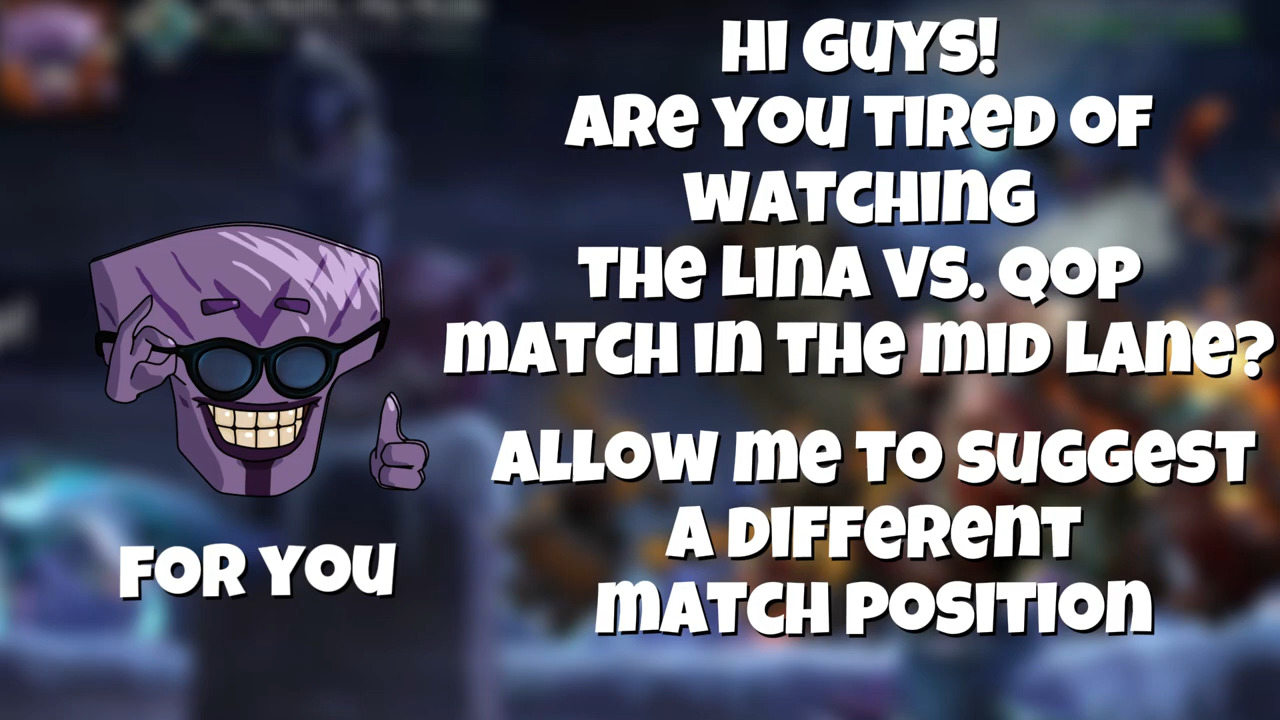 HI GUYS!
ARE YOU TIRED OF
WATCHING
THE LINA VS. QOP
MATCH IN THE MID LANE?
ALLOW ME TO SUGGEST
A DIFFERENT
MATCH POSITION
FOR YOU